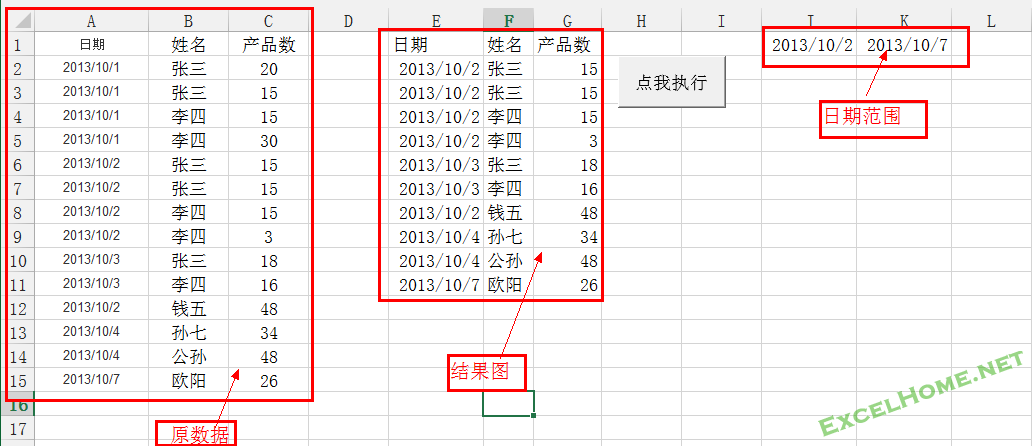 A B C D E F G H I I K L
1 日期 姓名 产品数 日期 姓名 产品数 2013/10/2 2013/10/7
2 2013/10/1 张三 20 2013/10/2 张三 15 点我执行
3 2013/10/1 张三 15 2013/10/2 张三 15
4 2013/10/1 李四 15 2013/10/2 李四 15 日期范围
5 2013/10/1 李四 30 2013/10/2 李四 3
6 2013/10/2 张三 15 2013/10/3 张三 18
7 2013/10/2 张三 15 2013/10/3 李四 16
8 2013/10/2 李四 15 2013/10/2 钱五 48
9 2013/10/2 李四 3 2013/10/4 孙七 34
10 2013/10/3 张三 18 2013/10/4 公孙 48
11 2013/10/3 李四 16 2013/10/7 欧阳 26
12 2013/10/2 钱五 48
13 2013/10/4 孙七 34
14 2013/10/4 公孙 48 结果图
15 2013/10/7 欧阳 26
16
17 原数据
ExcelHome.NET